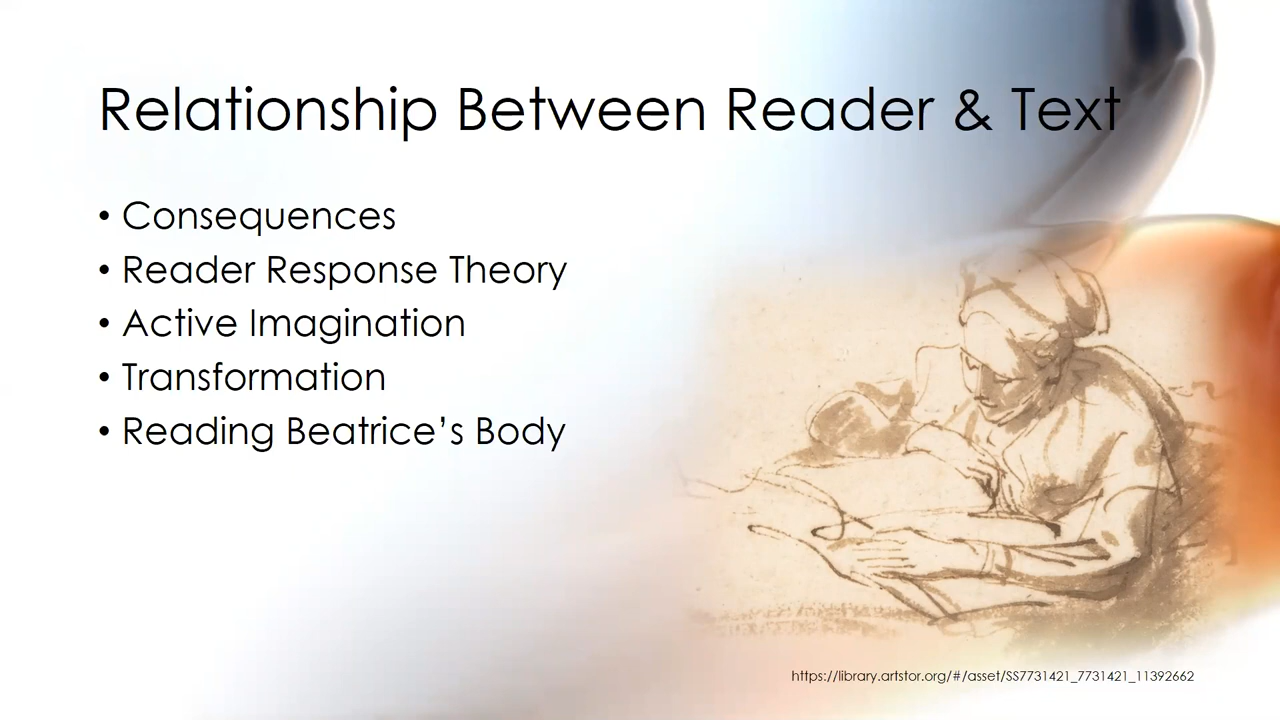 Relationship Between Reader & Text
• Consequences
• Reader Response Theory
• Active Imagination
• Transformation
• Reading Beatrice’s Body
https://library.artstor.org/#/asset/SS7731421_7731421_11392662